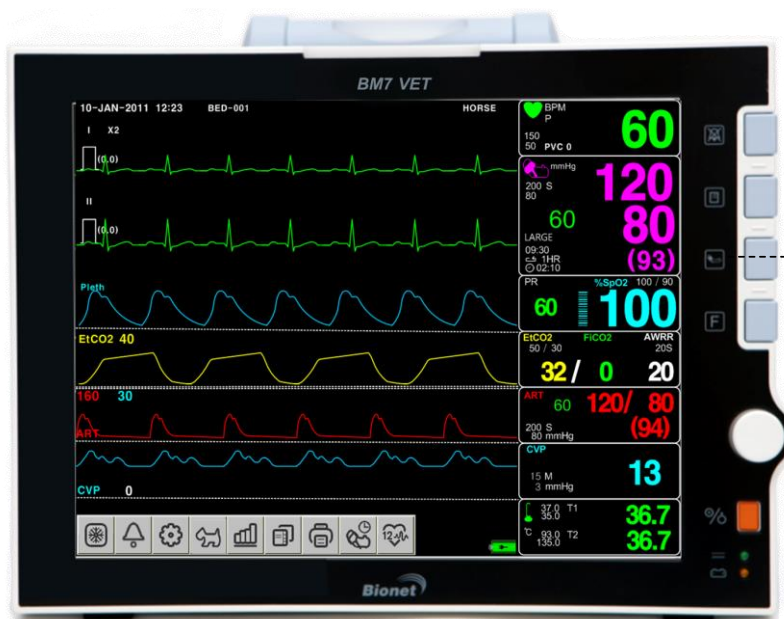 BM7 VET
10-JAN-2011 12:23 BED-001 HORSE
I X2
(0,0)
II
(0,0)
Pleth
EtCO2 40
160 30
ART
CVP 0
BPM
P
150
50 PVC 0
60
mmHg
200 S
80
120
60
80
LARGE
09:30
1HR
02:10
(93)
PR %SpO2 100 / 90
60 100
EtCO2 FiCO2 AWRR
50 / 30 20S
32 / 0 20
ART 60 120/ 80
200 S
80 mmHg
(94)
CVP
15 M
3 mmHg
13
37.0 T1
35.0
36.7
°C 93.0 T2
135.0
36.7
12
F
Bionet